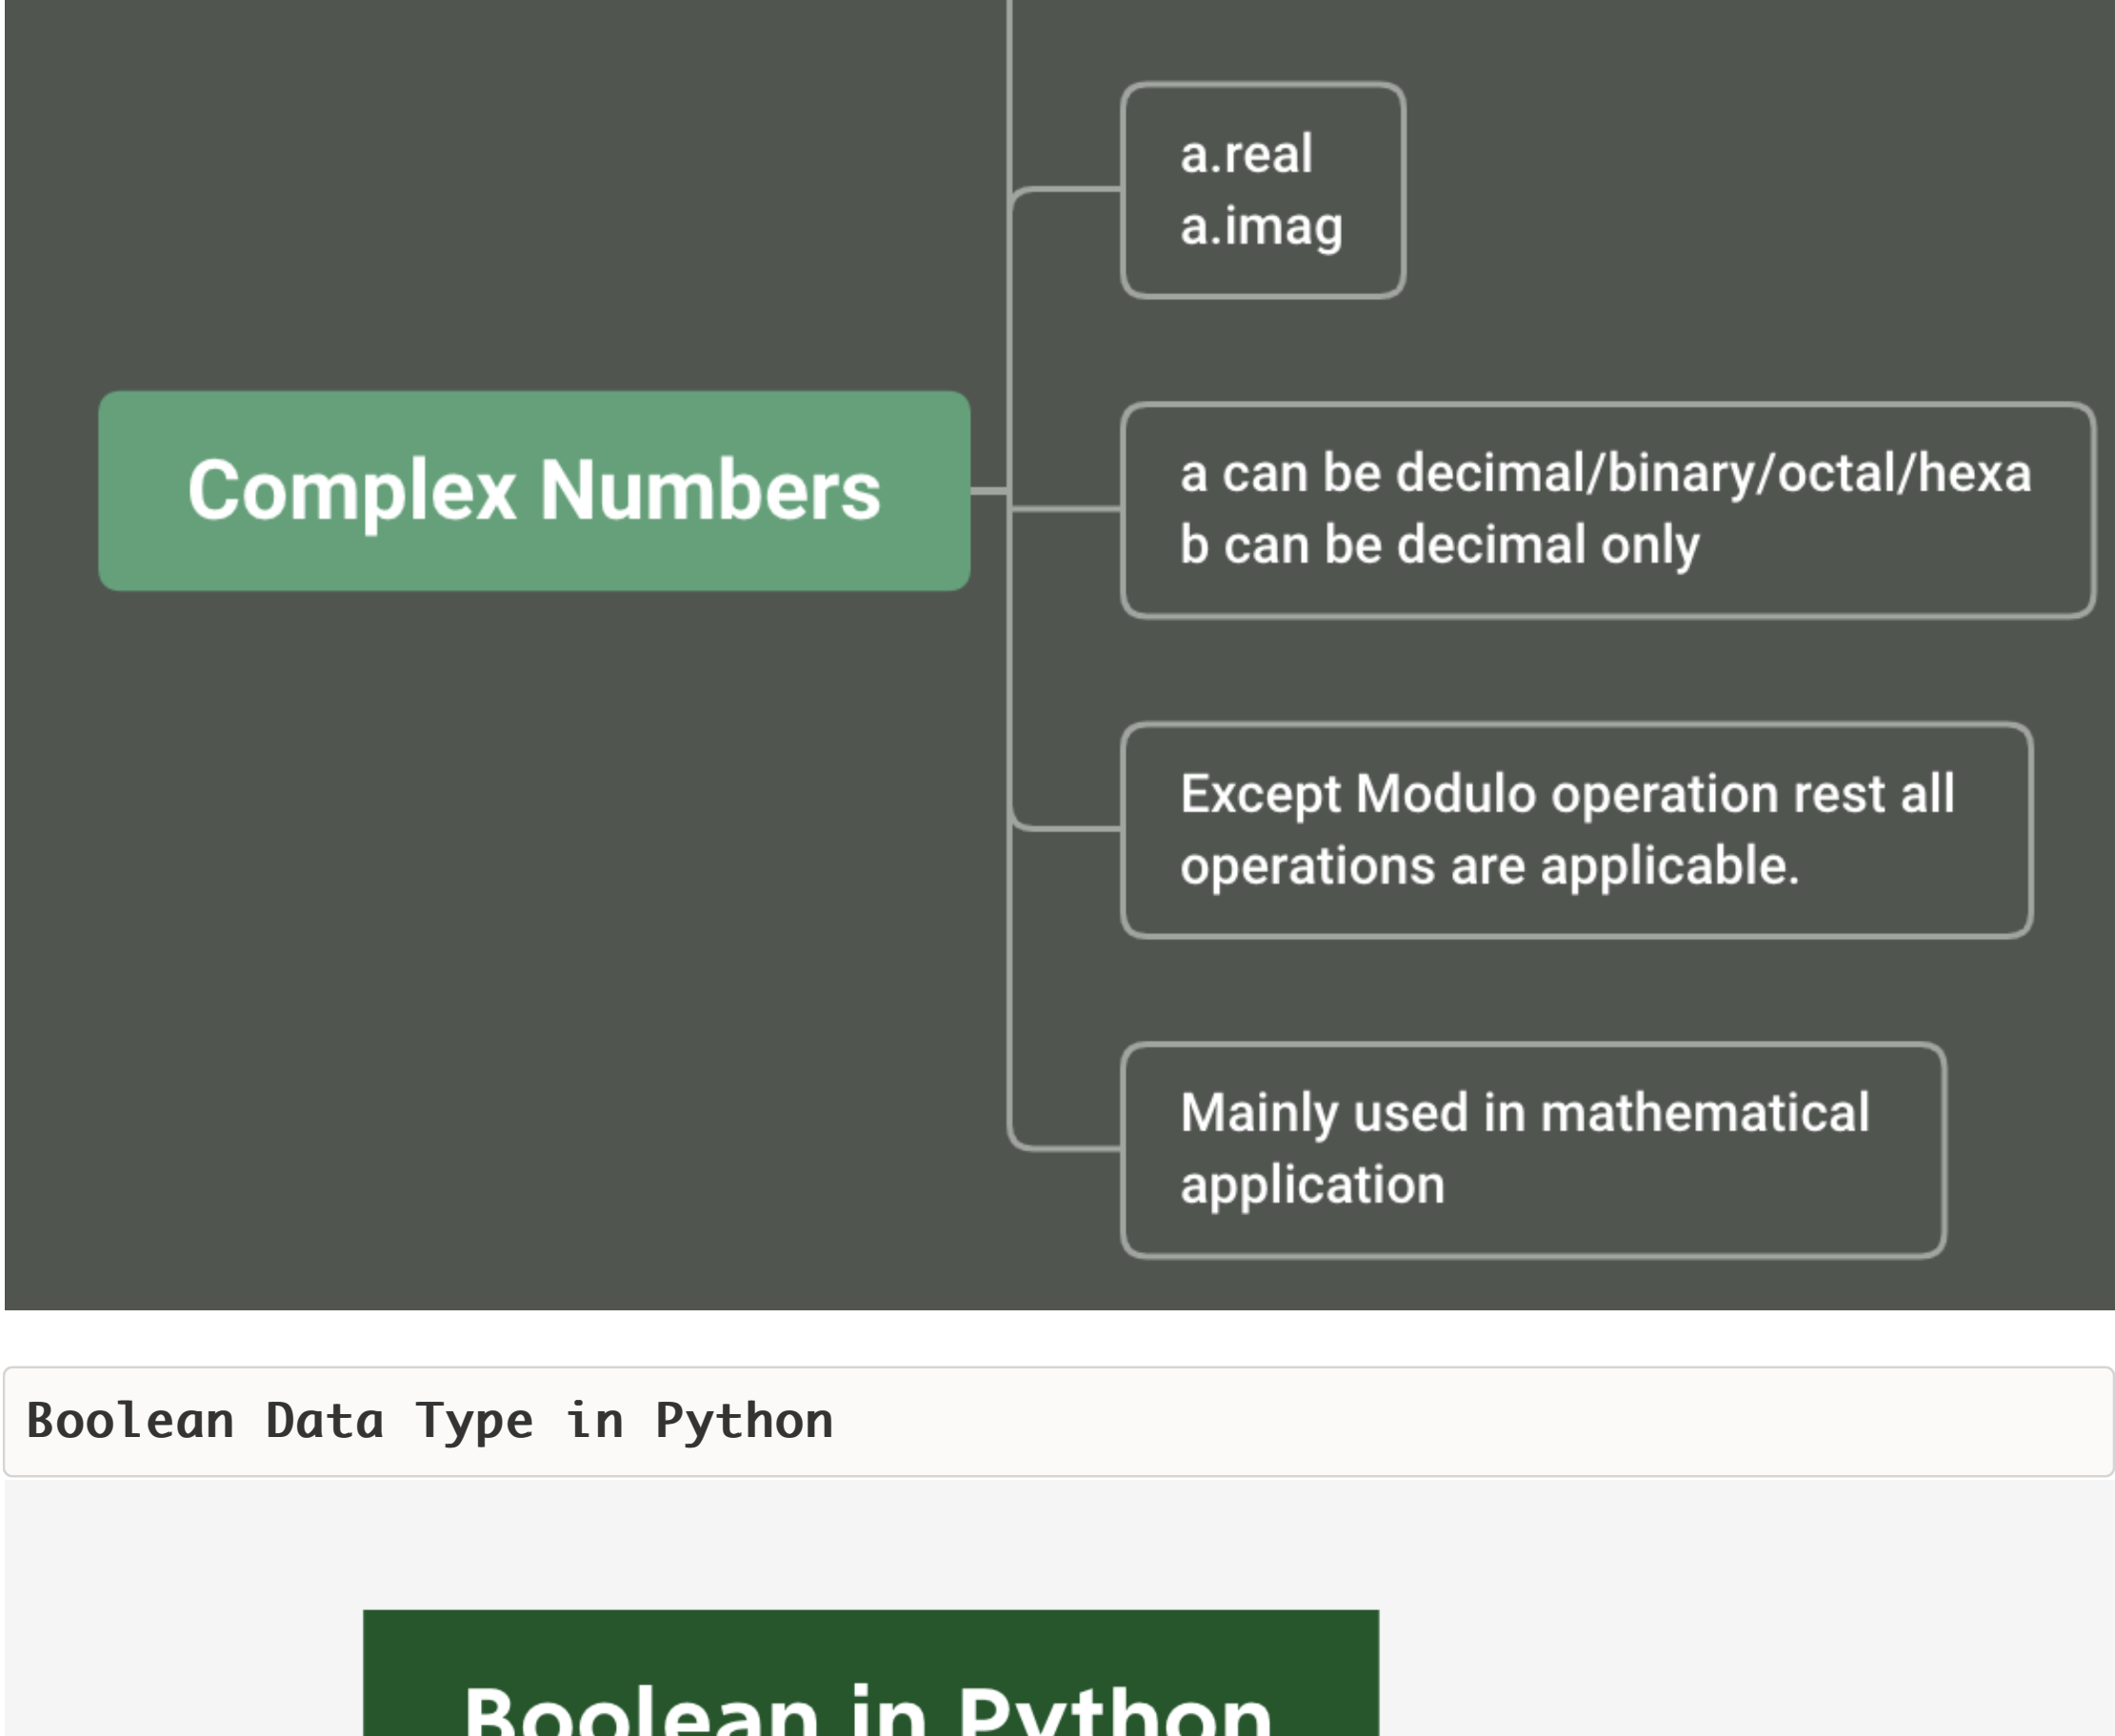 a.real
a.imag
Complex Numbers
a can be decimal/binary/octal/hexa
b can be decimal only
Except Modulo operation rest all
operations are applicable.
Mainly used in mathematical
application
Boolean Data Type in Python
Boolean in Python